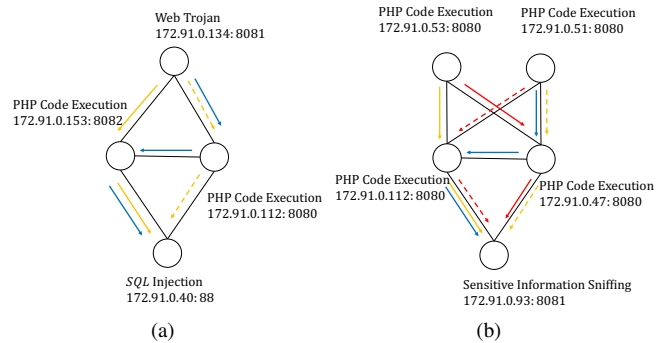 Web Trojan
172.91.0.134: 8081
PHP Code Execution
172.91.0.153: 8082
PHP Code Execution
172.91.0.112: 8080
SQL Injection
172.91.0.40: 88
(a)
PHP Code Execution
172.91.0.53: 8080
PHP Code Execution
172.91.0.51: 8080
PHP Code Execution
172.91.0.112: 8080
PHP Code Execution
172.91.0.47: 8080
Sensitive Information Sniffing
172.91.0.93: 8081
(b)